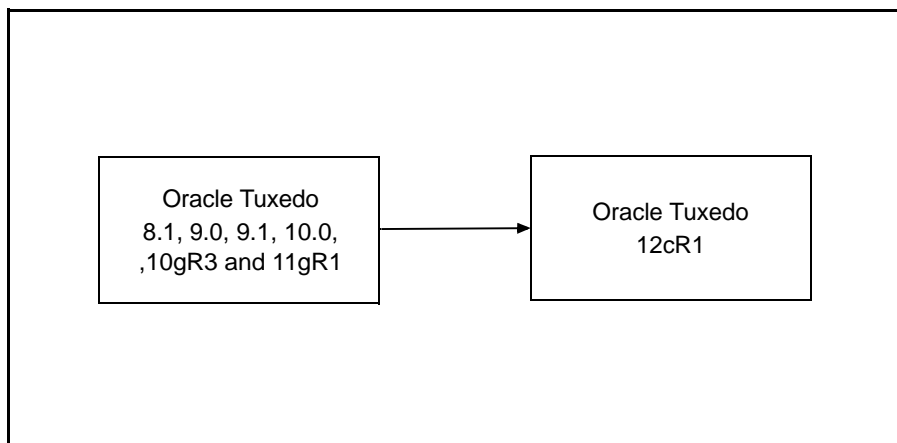 Oracle Tuxedo
8.1, 9.0, 9.1, 10.0,
,10gR3 and 11gR1
Oracle Tuxedo
12cR1